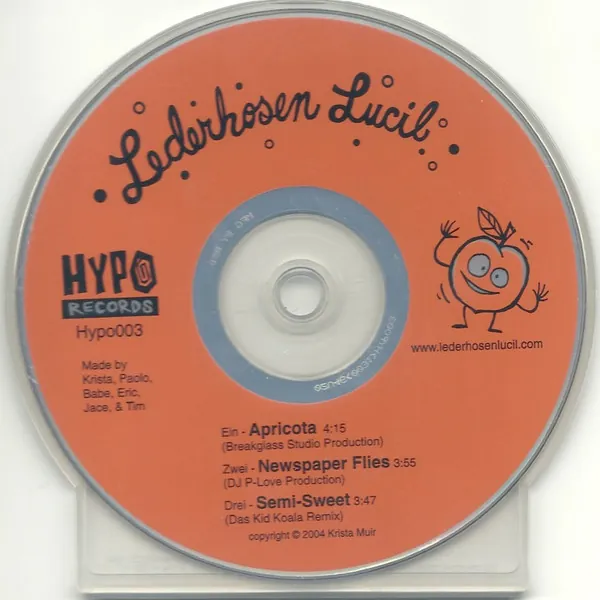 Lederhosen Lucil
HYPO
RECORDS
Hypo003
Made by
Krista, Paolo,
Babe, Eric,
Jace, & Tim
www.lederhosenlucil.com
Ein - Apricota 4:15
(Breakglass Studio Production)
Zwei - Newspaper Flies 3:55
(DJ P-Love Production)
Drei - Semi-Sweet 3:47
(Das Kid Koala Remix)
copyright © 2004 Krista Muir